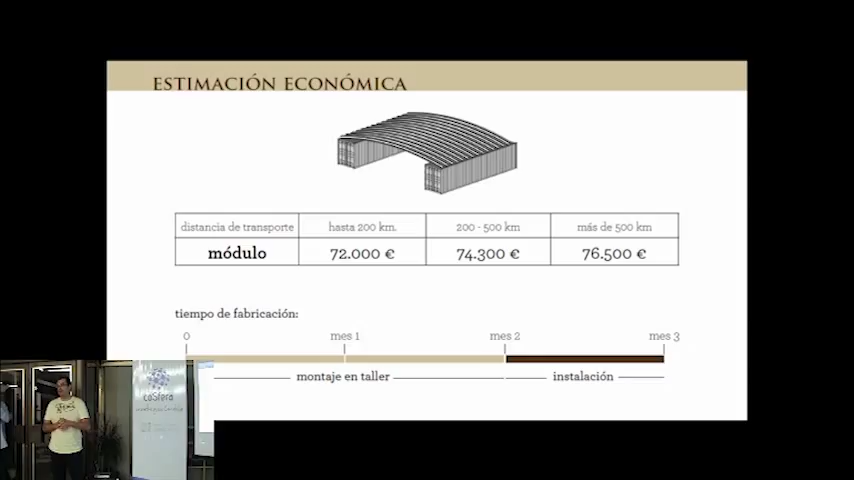 ESTIMACIÓN ECONÓMICA
distancia de transporte hasta 200 km. 200 - 500 km más de 500 km
módulo 72.000 € 74.300 € 76.500 €
tiempo de fabricación:
0 mes 1 mes 2 mes 3
montaje en taller instalación
coSfera